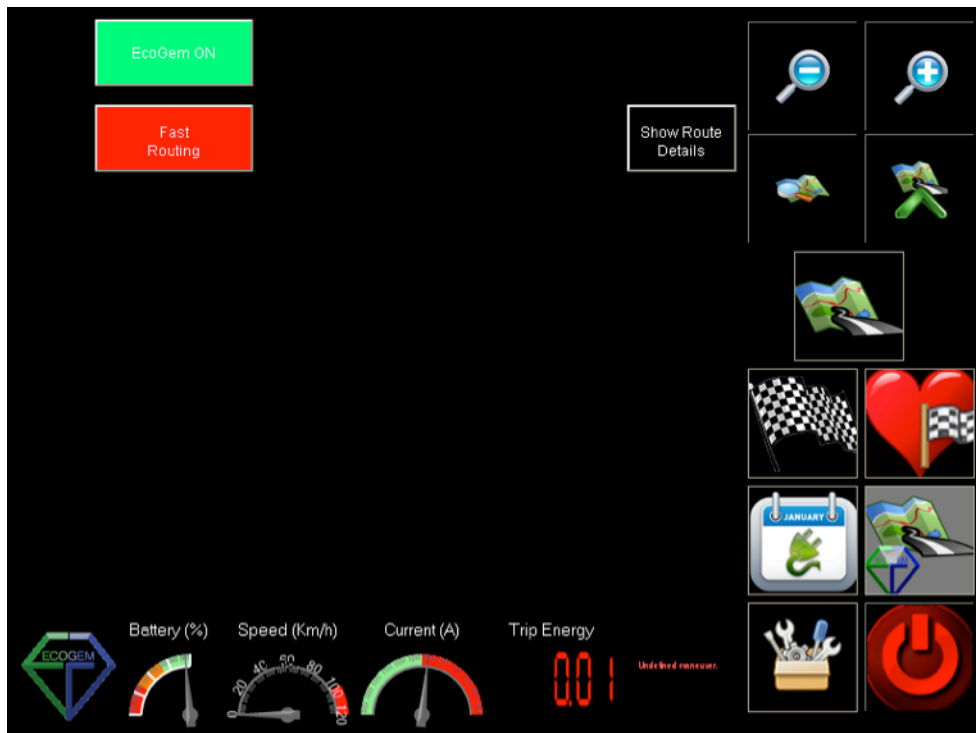 EcoGem ON
Fast
Routing
Show Route
Details
JANUARY
Battery (%)
Speed (Km/h)
Current (A)
Trip Energy
ECOGEM
0 20 40 60 80 100 120
0.01
Undefined maneuver.